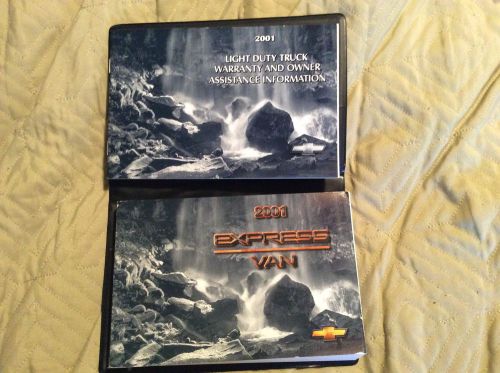 2001
LIGHT DUTY TRUCK
WARRANTY AND OWNER
ASSISTANCE INFORMATION
2001
EXPRESS
VAN